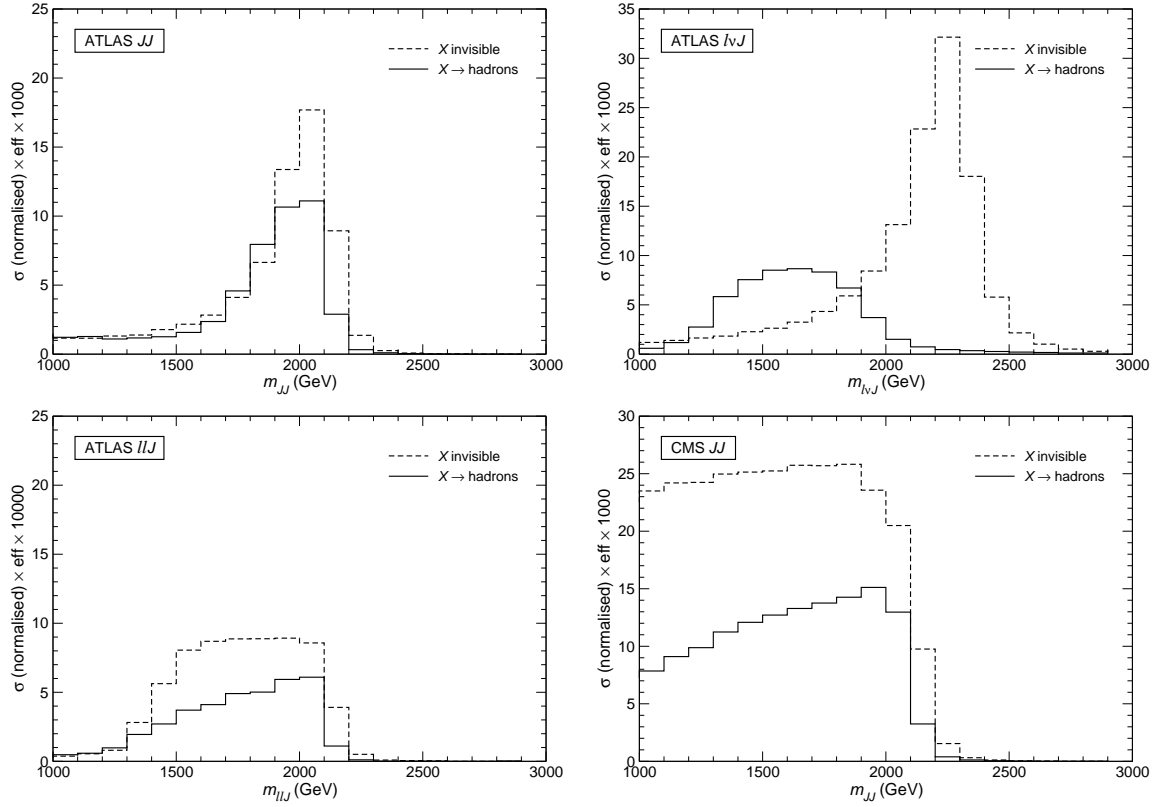 ATLAS JJ
X invisible
X → hadrons
σ (normalised) × eff × 1000
25
20
15
10
5
0
1000 1500 2000 2500 3000
m_JJ (GeV)
ATLAS lνJ
X invisible
X → hadrons
σ (normalised) × eff × 1000
35
30
25
20
15
10
5
0
1000 1500 2000 2500 3000
m_lνJ (GeV)
ATLAS llJ
X invisible
X → hadrons
σ (normalised) × eff × 10000
25
20
15
10
5
0
1000 1500 2000 2500 3000
m_llJ (GeV)
CMS JJ
X invisible
X → hadrons
σ (normalised) × eff × 1000
30
25
20
15
10
5
0
1000 1500 2000 2500 3000
m_JJ (GeV)